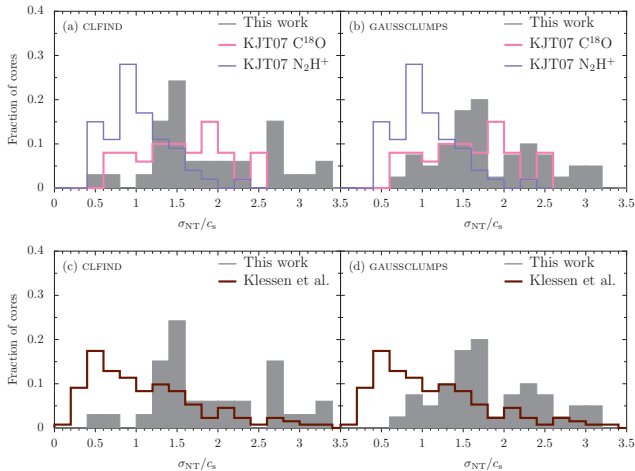 (a) CLFIND
This work
KJT07 C¹⁸O
KJT07 N₂H⁺
(b) GAUSSCLUMPS
This work
KJT07 C¹⁸O
KJT07 N₂H⁺
Fraction of cores
0.4
0.3
0.2
0.1
0
0 0.5 1 1.5 2 2.5 3 3.5
0.5 1 1.5 2 2.5 3 3.5
σNT/cs
σNT/cs
(c) CLFIND
This work
Klessen et al.
(d) GAUSSCLUMPS
This work
Klessen et al.
Fraction of cores
0.4
0.3
0.2
0.1
0
0.5 1 1.5 2 2.5 3 3.5
0.5 1 1.5 2 2.5 3 3.5
σNT/cs
σNT/cs